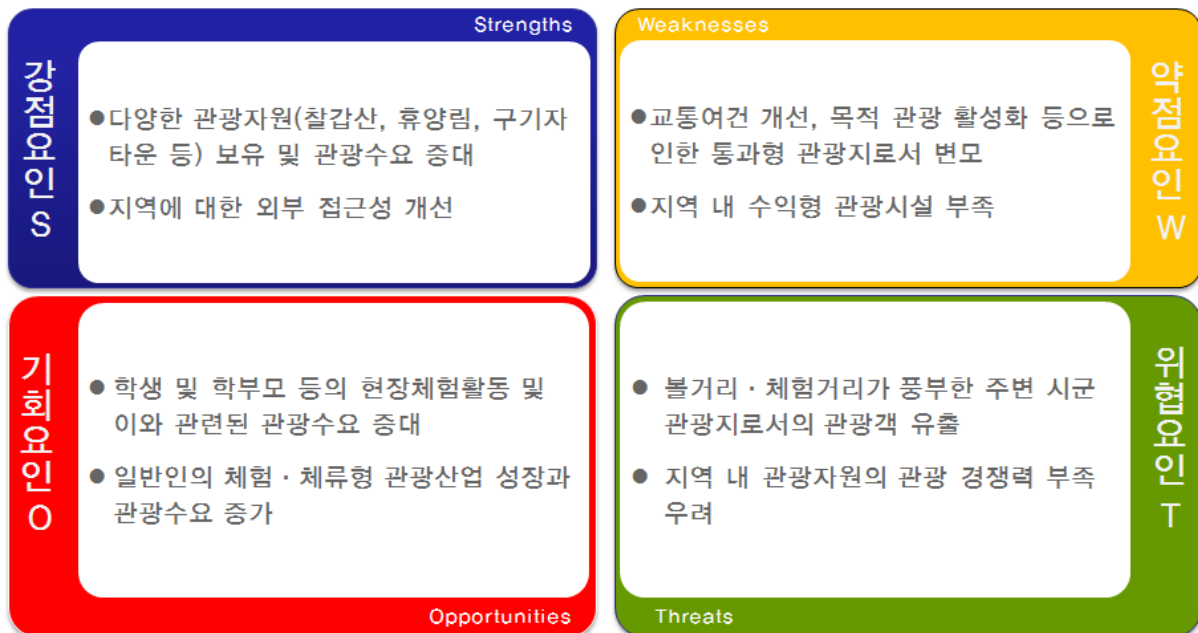 Strengths
강점요인 S
●다양한 관광자원(찰갑산, 휴양림, 구기자
타운 등) 보유 및 관광수요 증대
●지역에 대한 외부 접근성 개선
Weaknesses
약점요인 W
●교통여건 개선, 목적 관광 활성화 등으로
인한 통과형 관광지로서 변모
●지역 내 수익형 관광시설 부족
기회요인 O
● 학생 및 학부모 등의 현장체험활동 및
이와 관련된 관광수요 증대
● 일반인의 체험 · 체류형 관광산업 성장과
관광수요 증가
Opportunities
위협요인 T
● 볼거리 · 체험거리가 풍부한 주변 시군
관광지로서의 관광객 유출
● 지역 내 관광자원의 관광 경쟁력 부족
우려
Threats